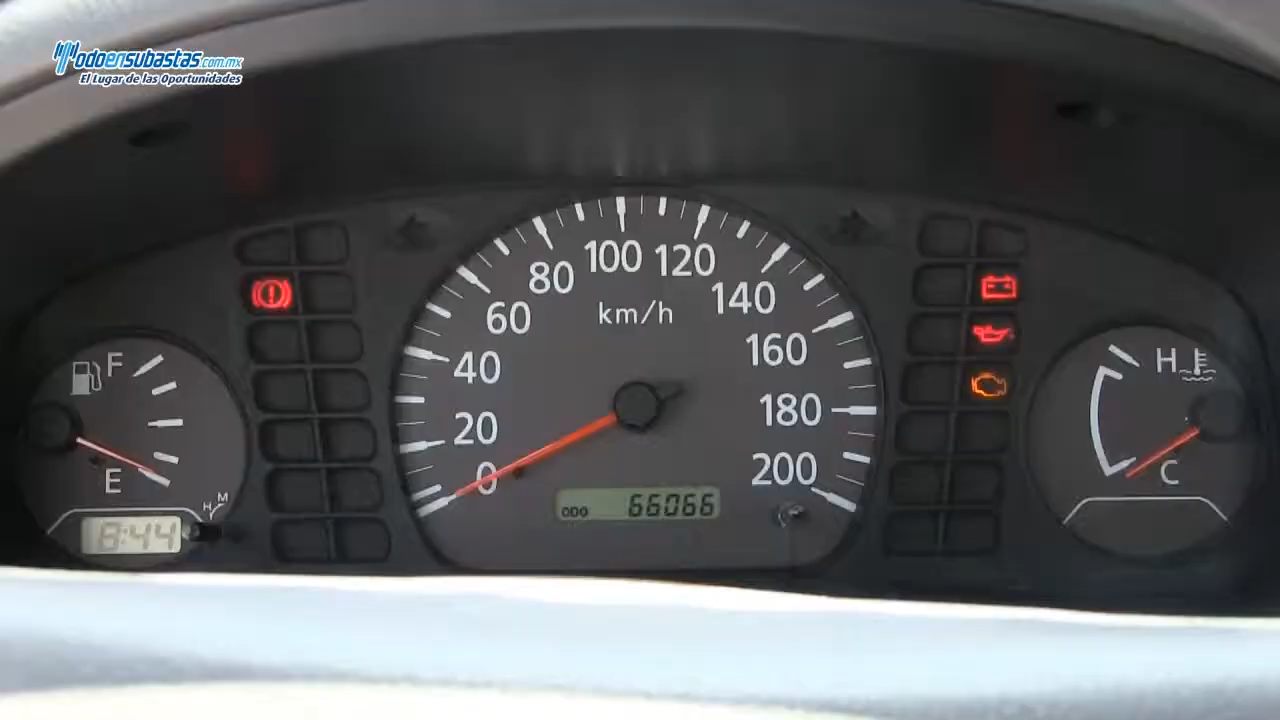 Todoensubastas.com.mx
El Lugar de las Oportunidades
100
80
120
60
km/h
140
F
40
160
H
20
180
E
0
200
C
H M
ODO 66066
8:44